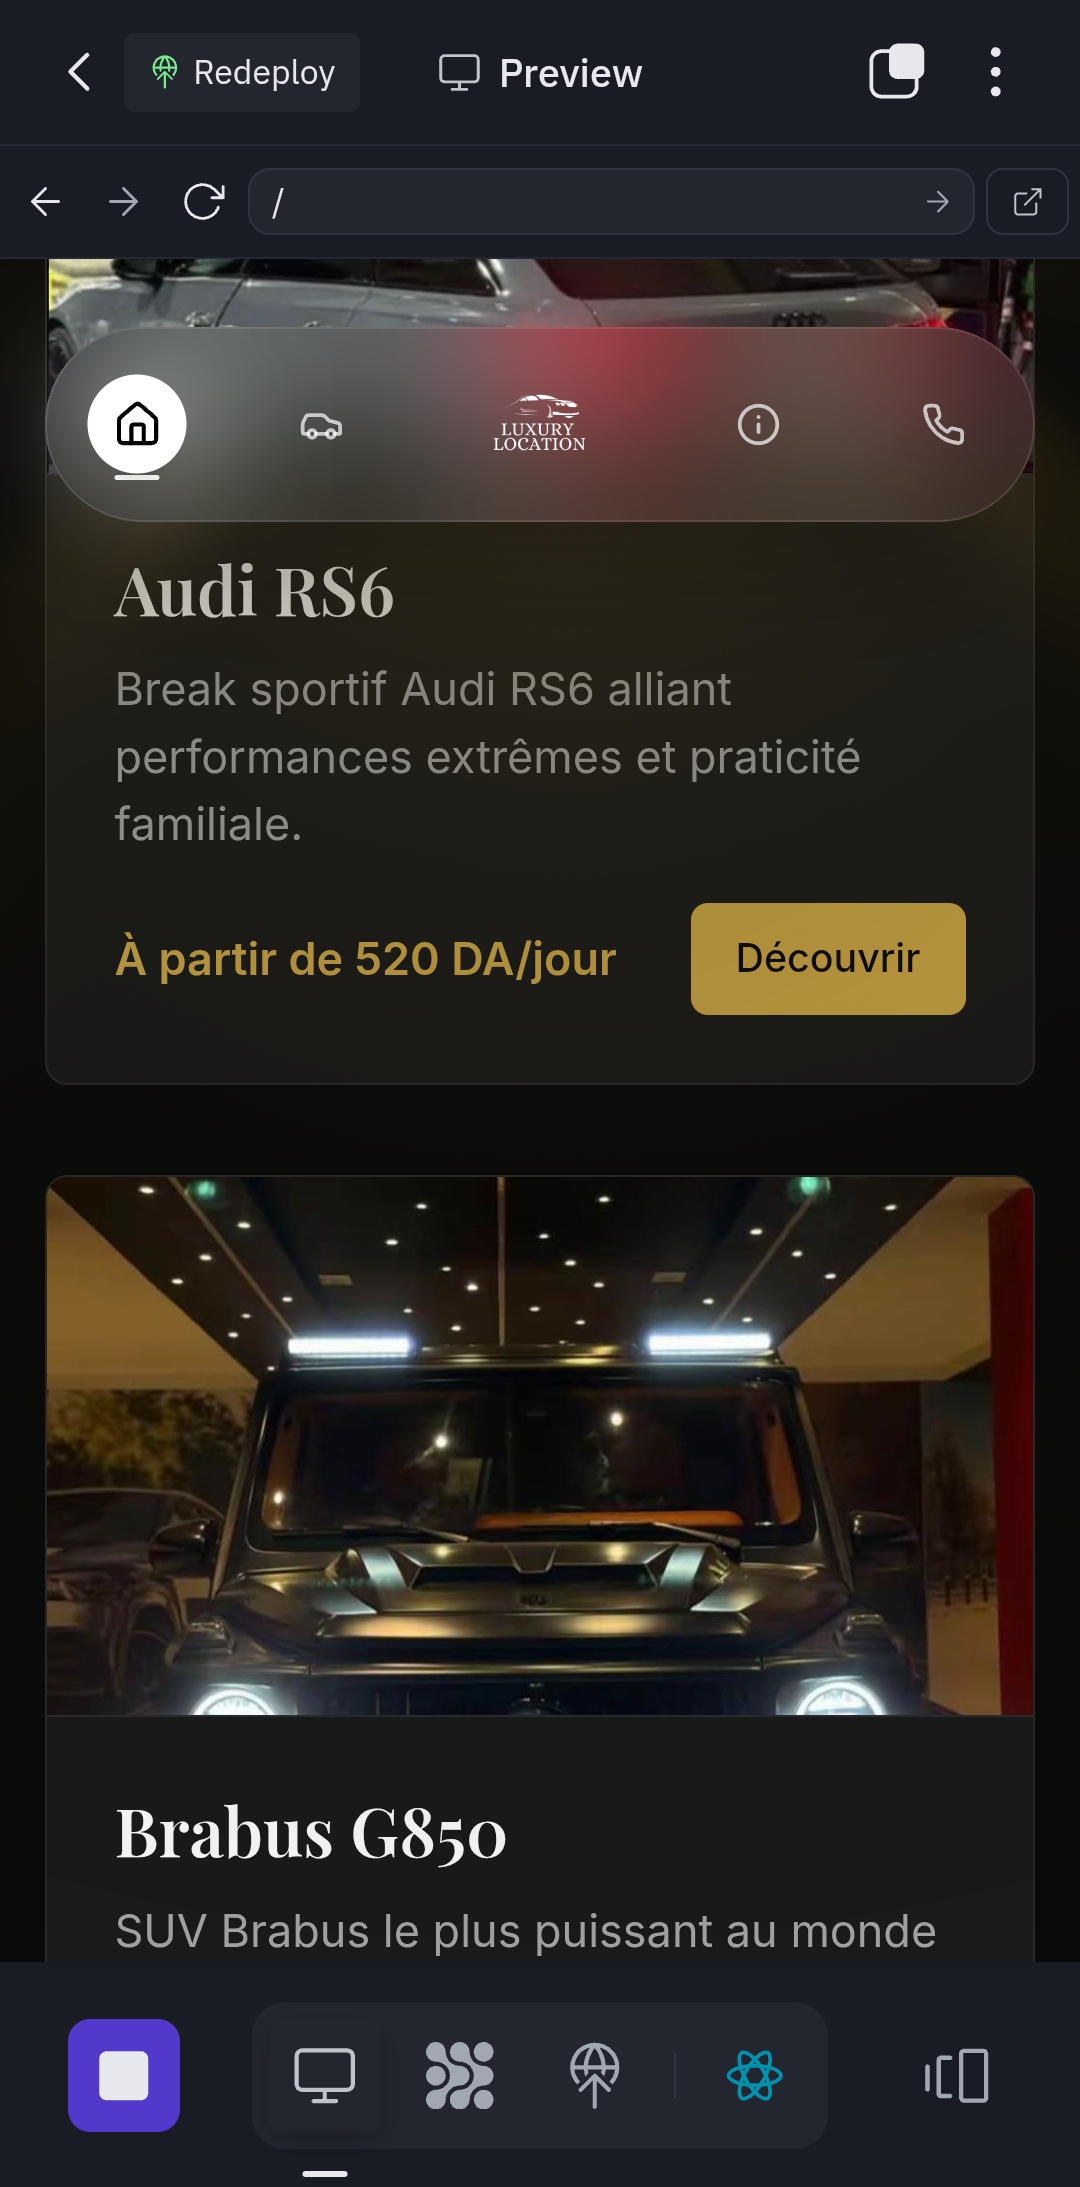 Redeploy
Preview
/
LUXURY
LOCATION
Audi RS6
Break sportif Audi RS6 alliant
performances extrêmes et praticité
familiale.
À partir de 520 DA/jour
Découvrir
Brabus G850
SUV Brabus le plus puissant au monde